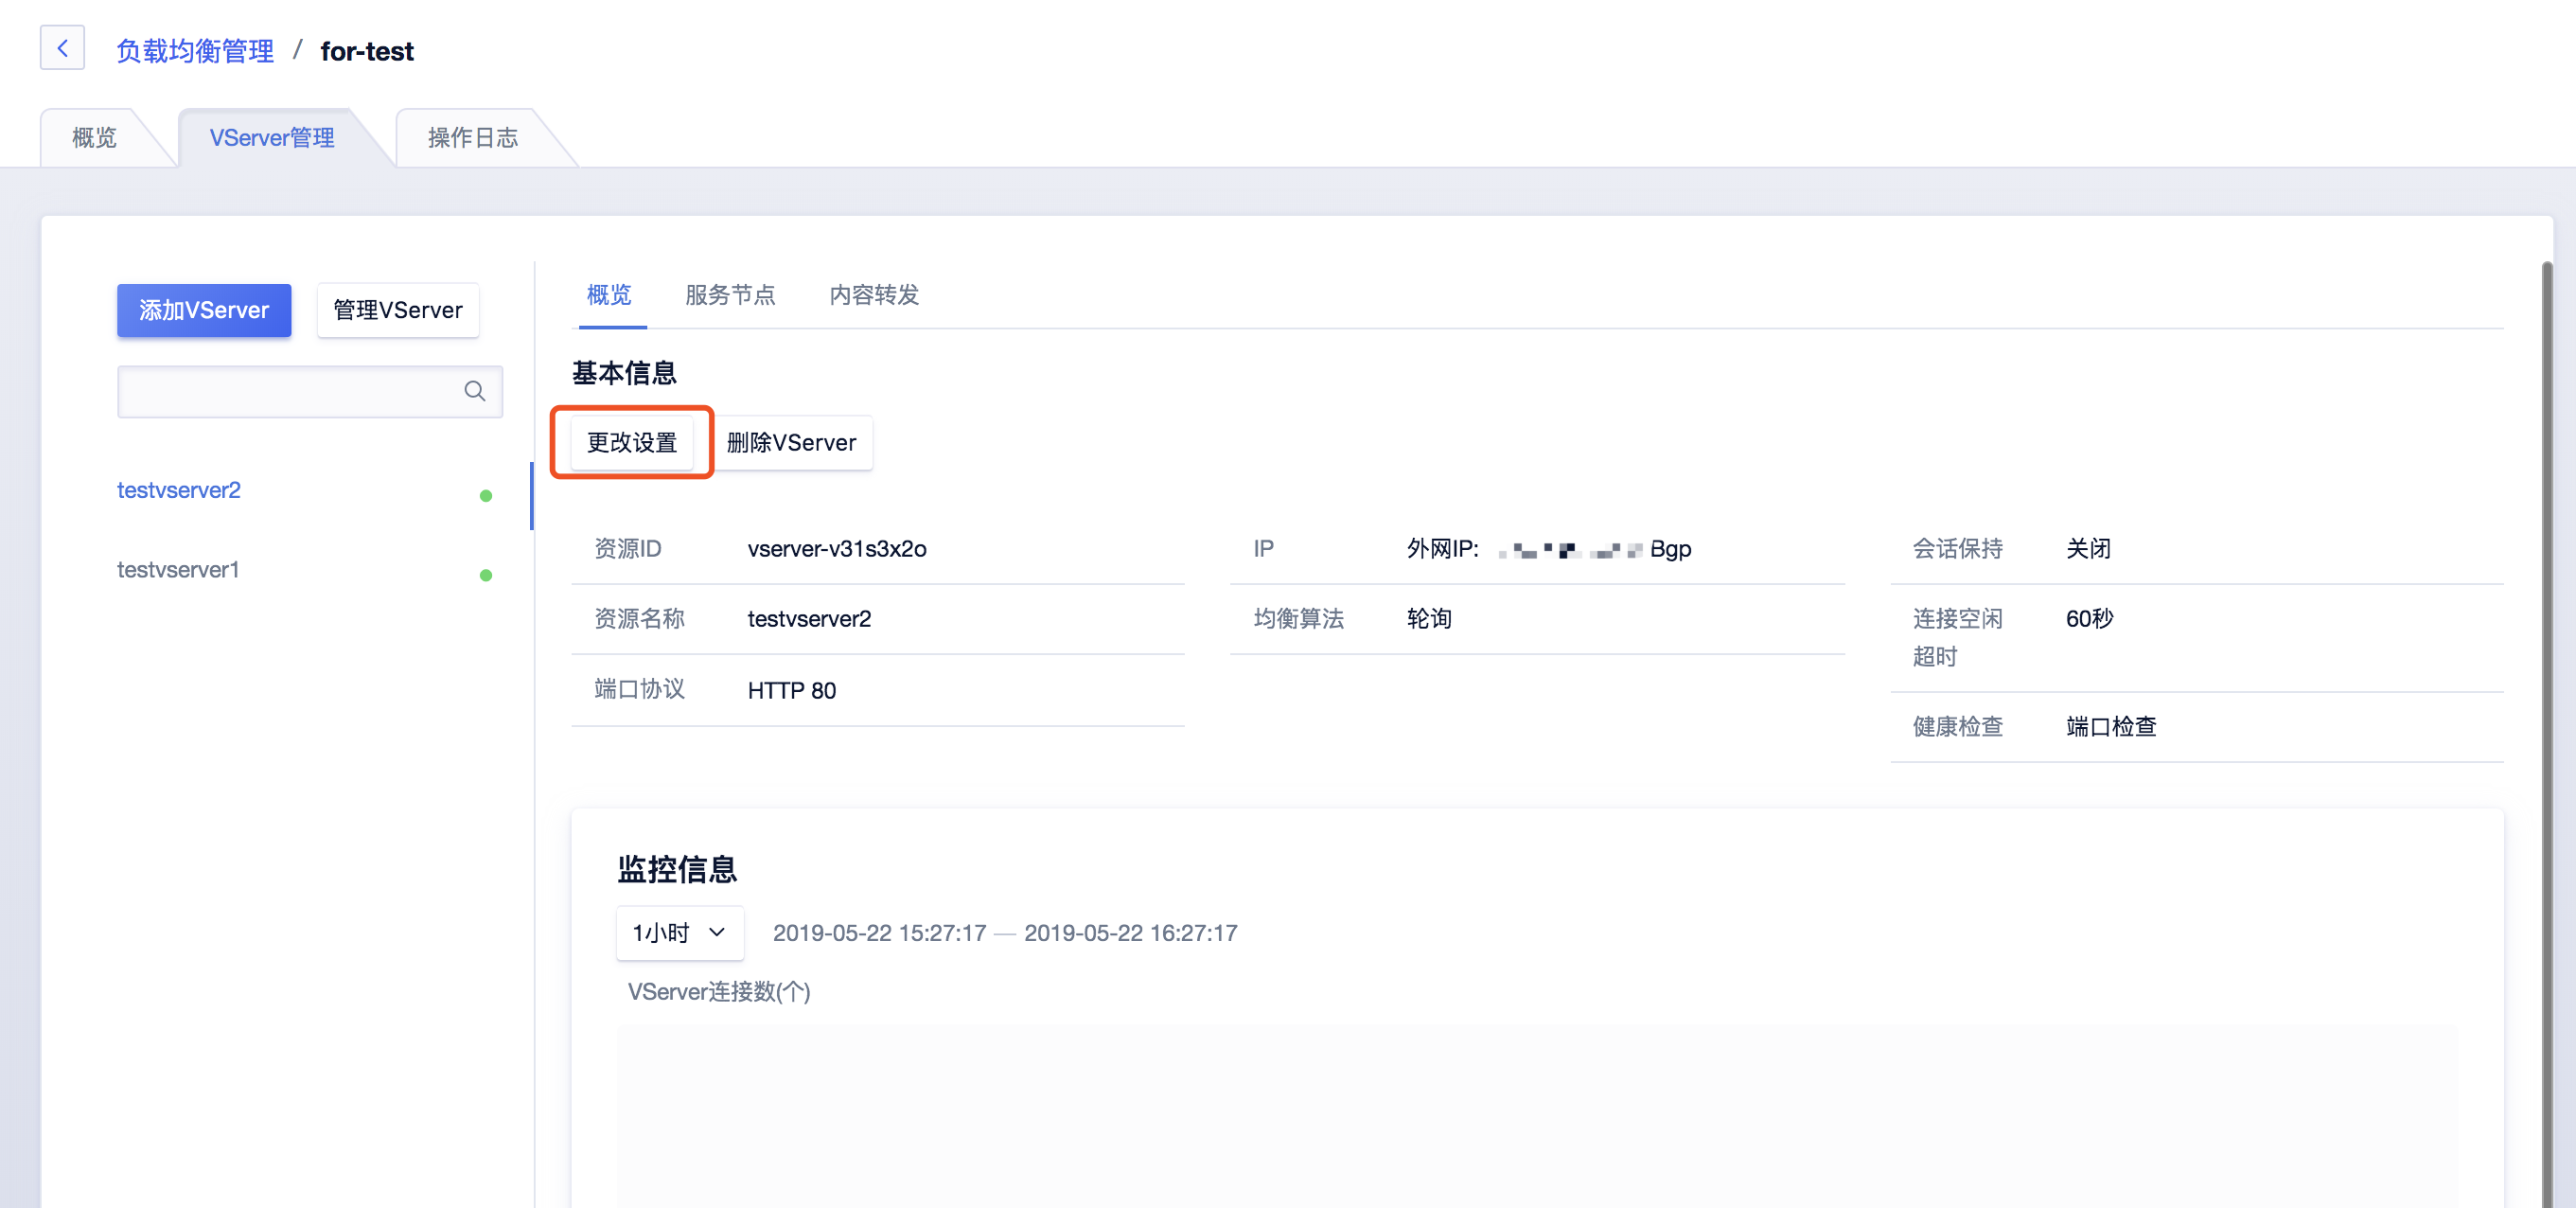 负载均衡管理 / for-test
概览 VServer管理 操作日志
添加VServer 管理VServer
testvserver2
testvserver1
概览 服务节点 内容转发
基本信息
更改设置 删除VServer
资源ID vserver-v31s3x2o
资源名称 testvserver2
端口协议 HTTP 80
IP 外网IP: Bgp
均衡算法 轮询
会话保持 关闭
连接空闲 60秒
超时
健康检查 端口检查
监控信息
1小时 2019-05-22 15:27:17 — 2019-05-22 16:27:17
VServer连接数(个)